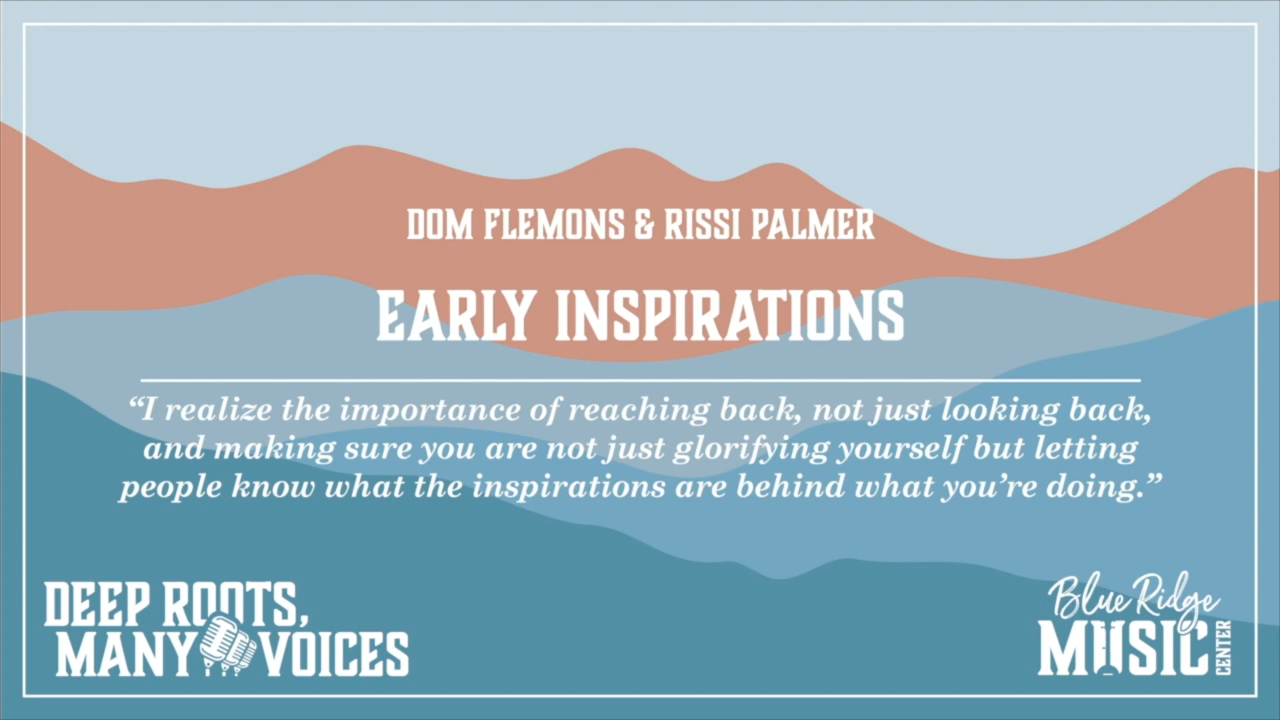 DOM FLEMONS & RISSI PALMER
EARLY INSPIRATIONS
“I realize the importance of reaching back, not just looking back,
and making sure you are not just glorifying yourself but letting
people know what the inspirations are behind what you’re doing.”
DEEP ROOTS,
MANY VOICES
Blue Ridge
MUSIC
CENTER